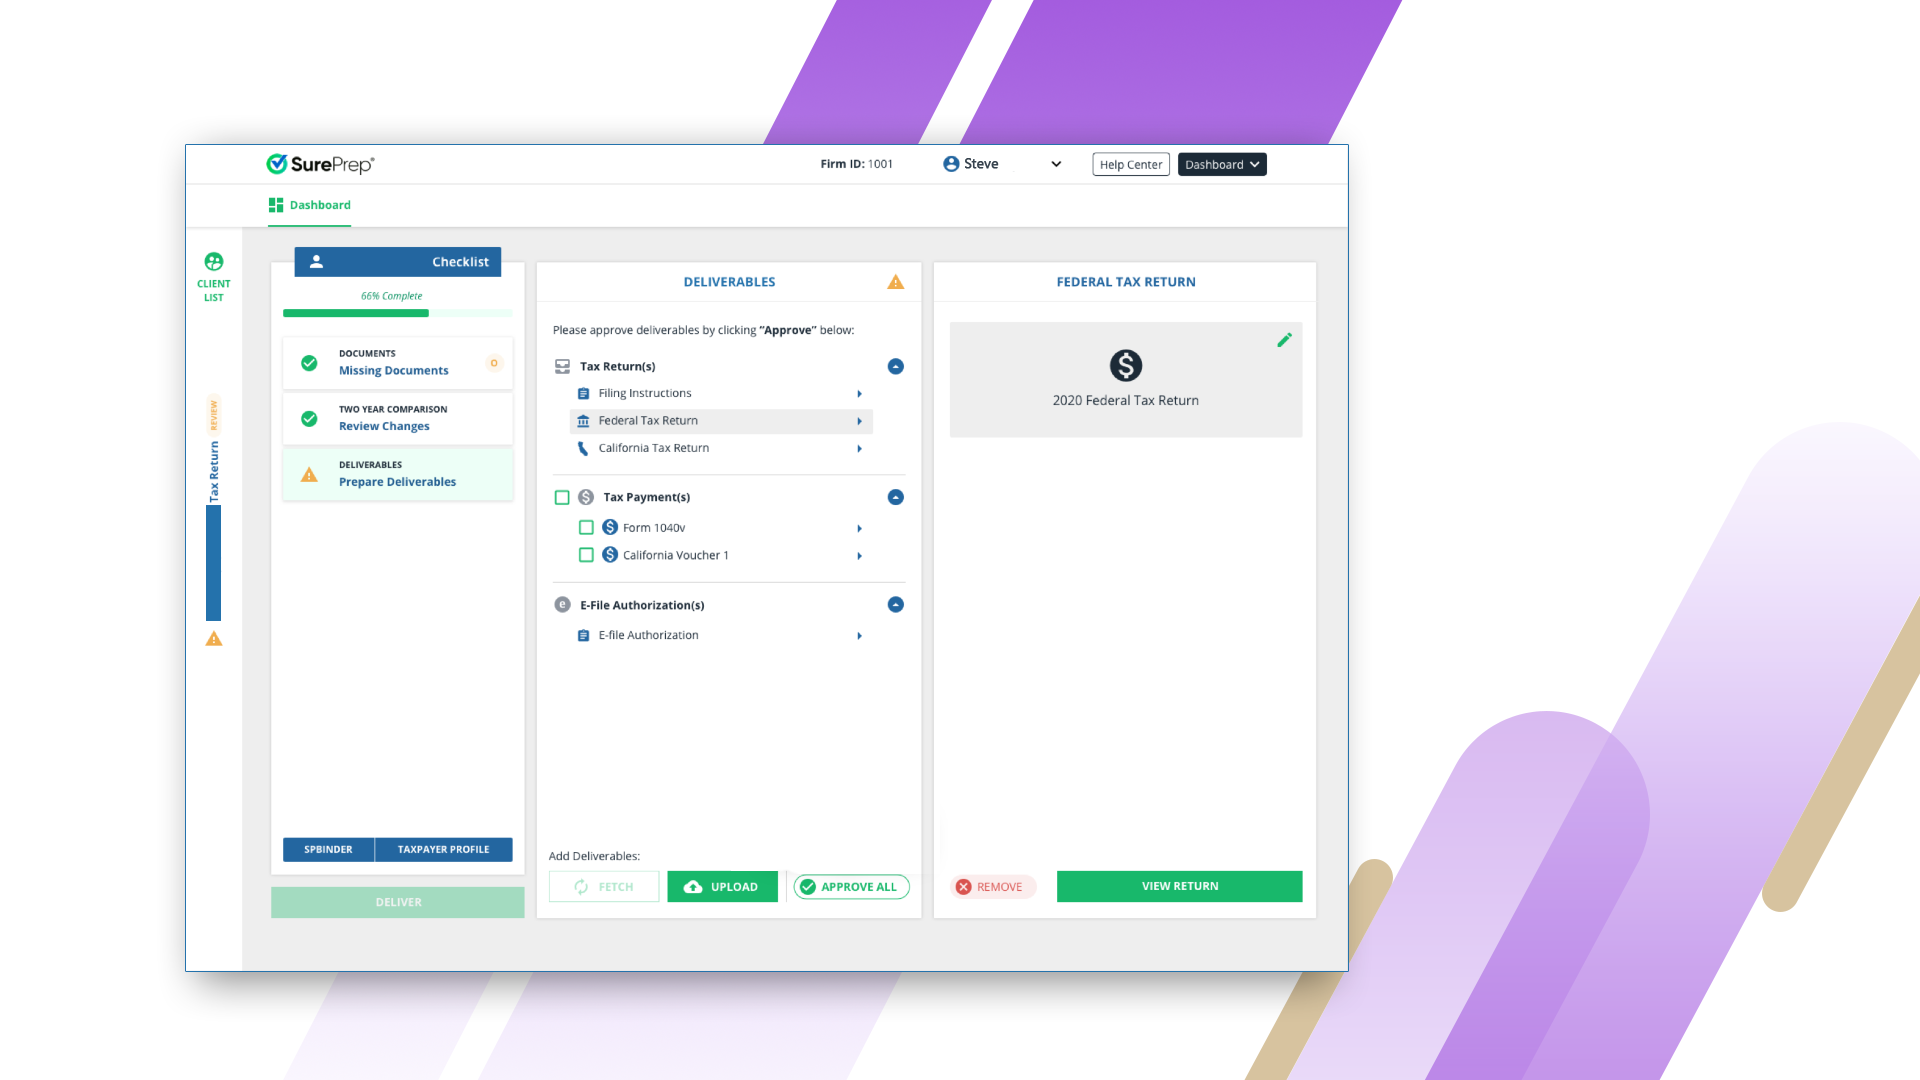 SurePrep®
Firm ID: 1001
Steve
Help Center
Dashboard
Dashboard
CLIENT
LIST
REVIEW
Tax Return
Checklist
66% Complete
DOCUMENTS
Missing Documents
0
TWO YEAR COMPARISON
Review Changes
DELIVERABLES
Prepare Deliverables
SPBINDER
TAXPAYER PROFILE
DELIVER
DELIVERABLES
Please approve deliverables by clicking "Approve" below:
Tax Return(s)
Filing Instructions
Federal Tax Return
California Tax Return
Tax Payment(s)
Form 1040v
California Voucher 1
E-File Authorization(s)
E-file Authorization
Add Deliverables:
FETCH
UPLOAD
APPROVE ALL
FEDERAL TAX RETURN
2020 Federal Tax Return
REMOVE
VIEW RETURN